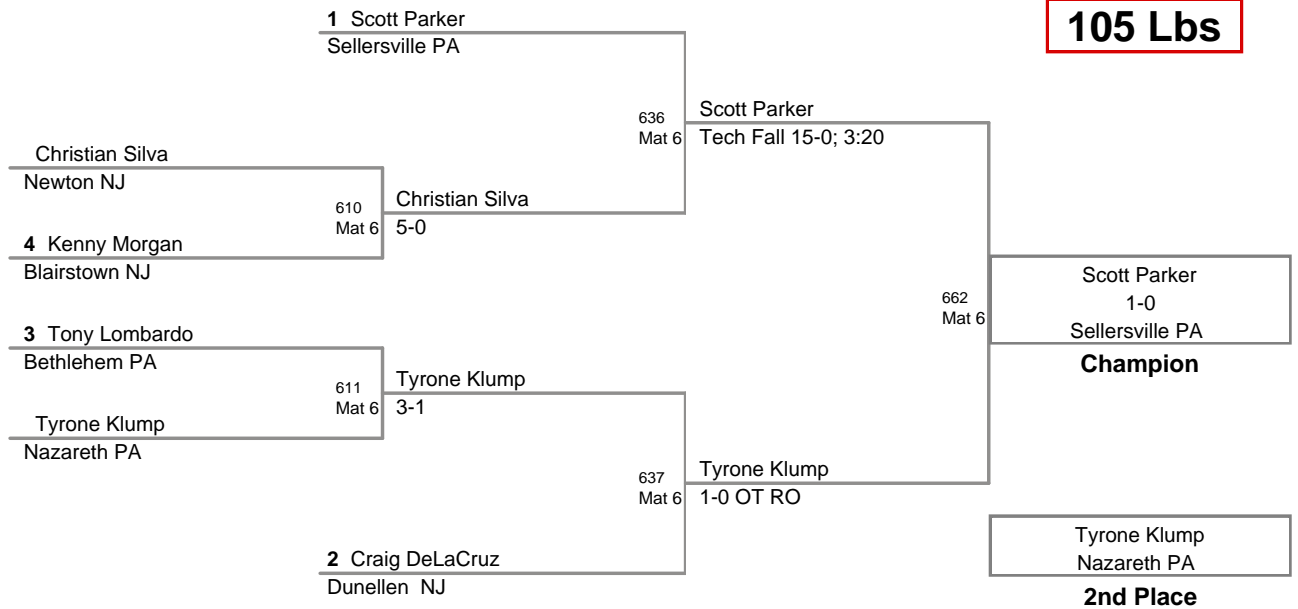 105 Lbs
1 Scott Parker
Sellersville PA
636
Mat 6
Scott Parker
Tech Fall 15-0; 3:20
Christian Silva
Newton NJ
610
Mat 6
Christian Silva
5-0
4 Kenny Morgan
Blairstown NJ
662
Mat 6
Scott Parker
1-0
Sellersville PA
Champion
3 Tony Lombardo
Bethlehem PA
611
Mat 6
Tyrone Klump
3-1
Tyrone Klump
Nazareth PA
637
Mat 6
Tyrone Klump
1-0 OT RO
2 Craig DeLaCruz
Dunellen NJ
Tyrone Klump
Nazareth PA
2nd Place